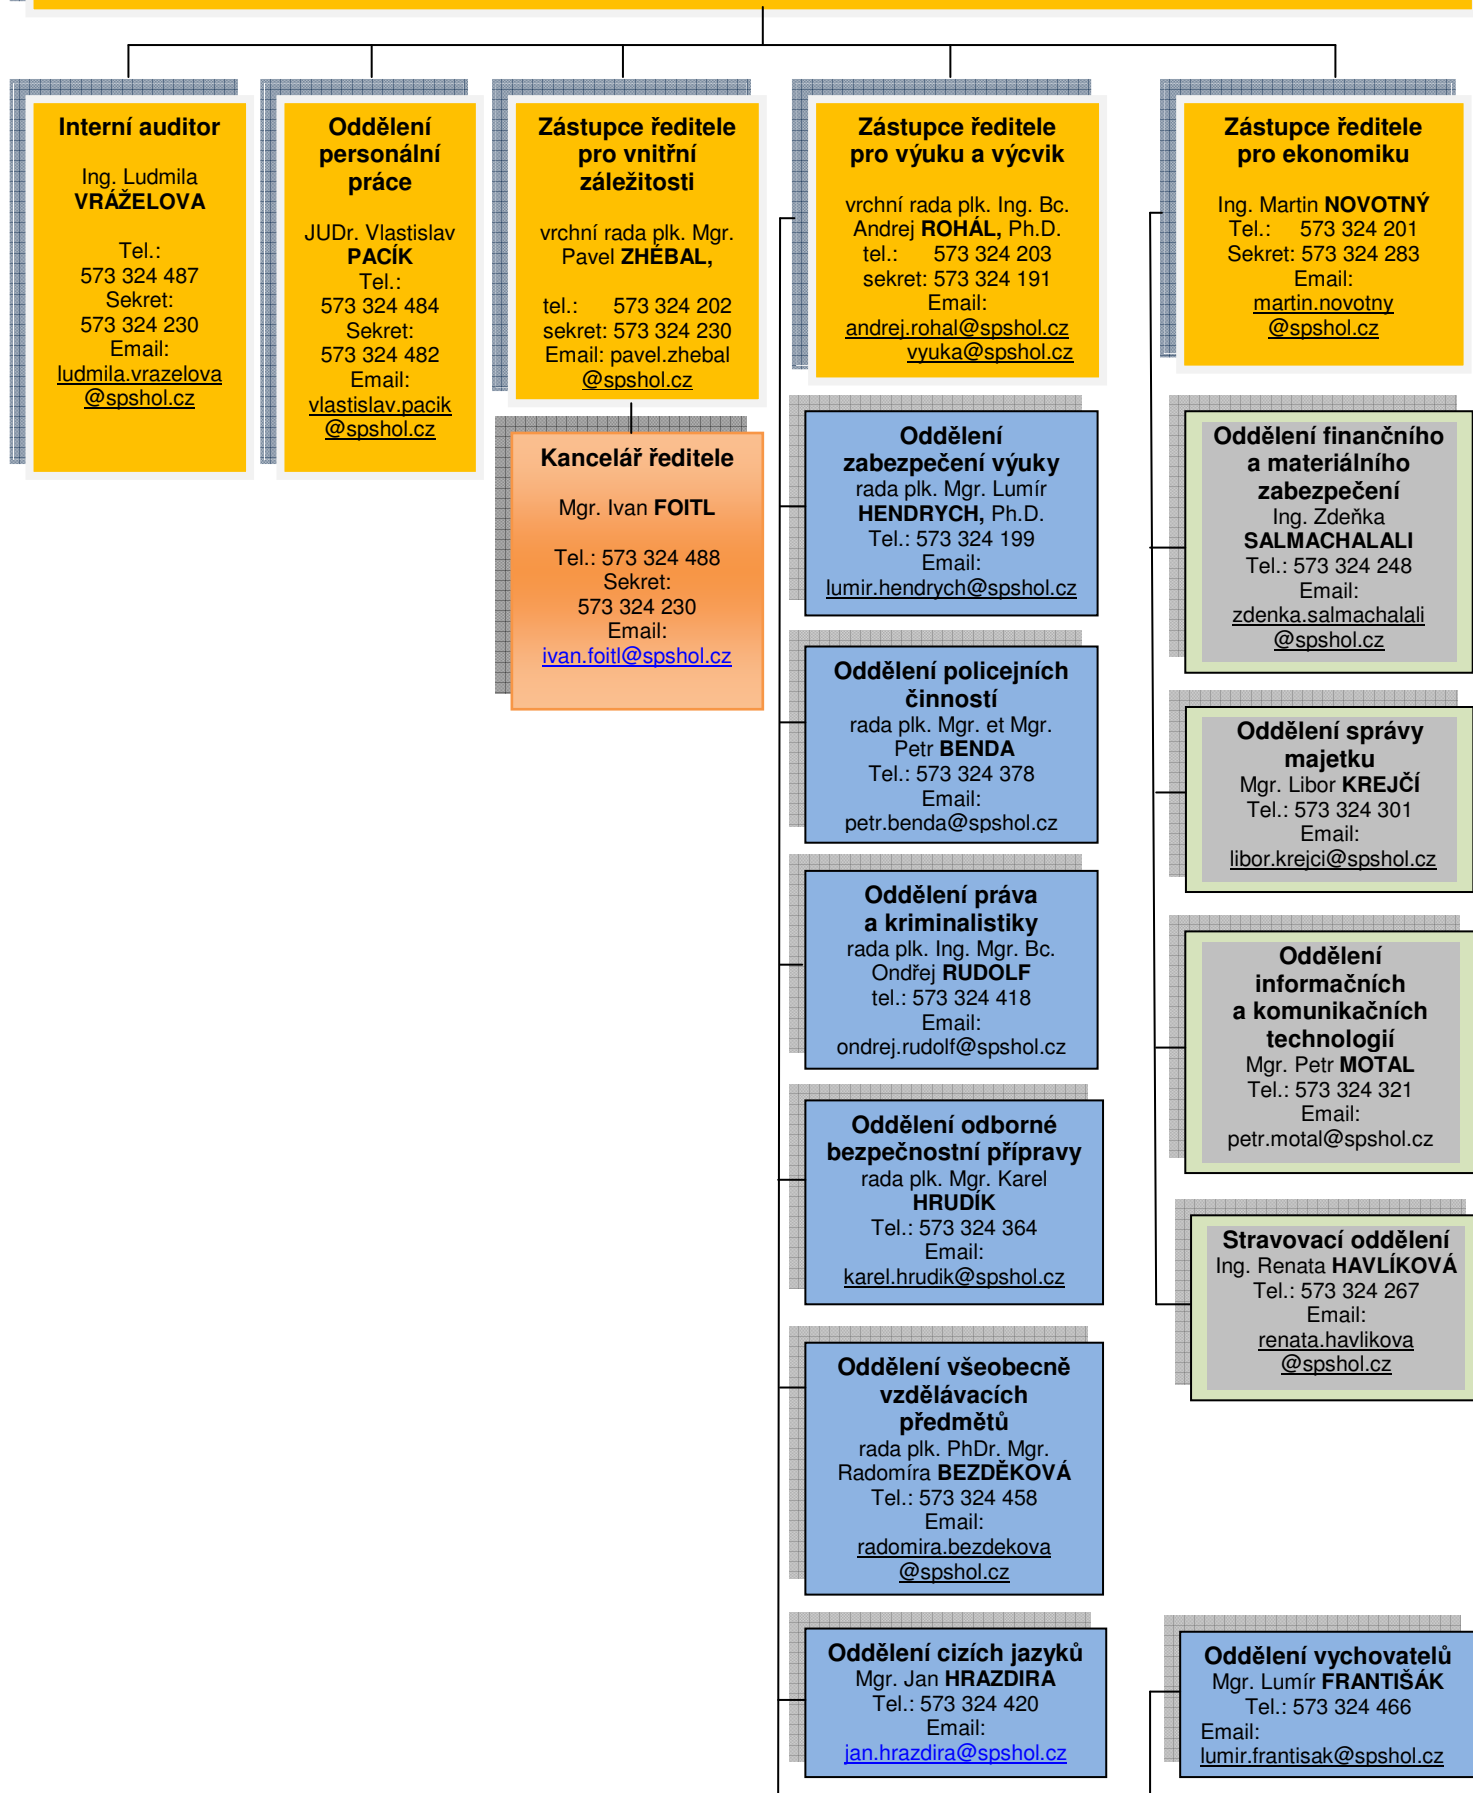 Interní auditor
Ing. Ludmila
VRÁŽELOVA
Tel.:
573 324 487
Sekret:
573 324 230
Email:
ludmila.vrazelova
@spshol.cz
Oddělení
personální
práce
JUDr. Vlastislav
PACÍK
Tel.:
573 324 484
Sekret:
573 324 482
Email:
vlastislav.pacik
@spshol.cz
Zástupce ředitele
pro vnitřní
záležitosti
vrchní rada plk. Mgr.
Pavel ZHÉBAL,
tel.: 573 324 202
sekret: 573 324 230
Email: pavel.zhebal
@spshol.cz
Kancelář ředitele
Mgr. Ivan FOITL
Tel.: 573 324 488
Sekret:
573 324 230
Email:
ivan.foitl@spshol.cz
Zástupce ředitele
pro výuku a výcvik
vrchní rada plk. Ing. Bc.
Andrej ROHÁL, Ph.D.
tel.: 573 324 203
sekret: 573 324 191
Email:
andrej.rohal@spshol.cz
vyuka@spshol.cz
Oddělení
zabezpečení výuky
rada plk. Mgr. Lumír
HENDRYCH, Ph.D.
Tel.: 573 324 199
Email:
lumir.hendrych@spshol.cz
Oddělení policejních
činností
rada plk. Mgr. et Mgr.
Petr BENDA
Tel.: 573 324 378
Email:
petr.benda@spshol.cz
Oddělení práva
a kriminalistiky
rada plk. Ing. Mgr. Bc.
Ondřej RUDOLF
tel.: 573 324 418
Email:
ondrej.rudolf@spshol.cz
Oddělení odborné
bezpečnostní přípravy
rada plk. Mgr. Karel
HRUDÍK
Tel.: 573 324 364
Email:
karel.hrudik@spshol.cz
Oddělení všeobecně
vzdělávacích
předmětů
rada plk. PhDr. Mgr.
Radomíra BEZDĚKOVÁ
Tel.: 573 324 458
Email:
radomira.bezdekova
@spshol.cz
Oddělení cizích jazyků
Mgr. Jan HRAZDIRA
Tel.: 573 324 420
Email:
jan.hrazdira@spshol.cz
Zástupce ředitele
pro ekonomiku
Ing. Martin NOVOTNÝ
Tel.: 573 324 201
Sekret: 573 324 283
Email:
martin.novotny
@spshol.cz
Oddělení finančního
a materiálního
zabezpečení
Ing. Zdeňka
SALMACHALALI
Tel.: 573 324 248
Email:
zdenka.salmachalali
@spshol.cz
Oddělení správy
majetku
Mgr. Libor KREJČÍ
Tel.: 573 324 301
Email:
libor.krejci@spshol.cz
Oddělení
informačních
a komunikačních
technologií
Mgr. Petr MOTAL
Tel.: 573 324 321
Email:
petr.motal@spshol.cz
Stravovací oddělení
Ing. Renata HAVLÍKOVÁ
Tel.: 573 324 267
Email:
renata.havlikova
@spshol.cz
Oddělení vychovatelů
Mgr. Lumír FRANTIŠÁK
Tel.: 573 324 466
Email:
lumir.frantisak@spshol.cz